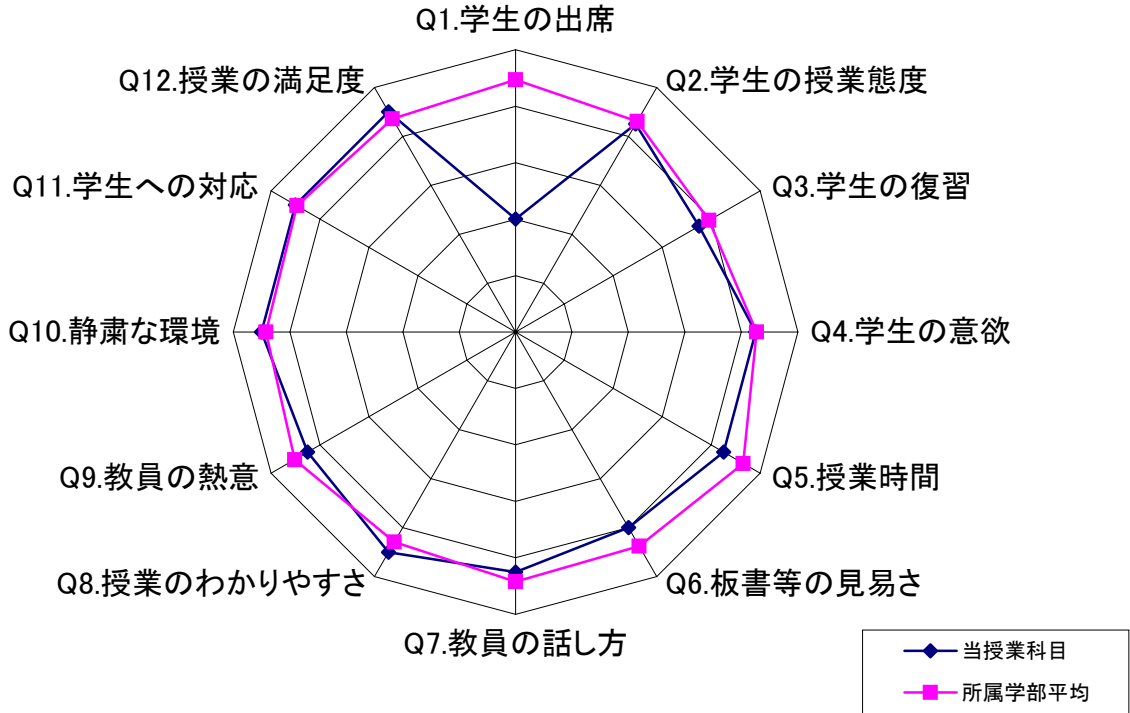 Q1.学生の出席
Q2.学生の授業態度
Q3.学生の復習
Q4.学生の意欲
Q5.授業時間
Q6.板書等の見易さ
Q7.教員の話し方
Q8.授業のわかりやすさ
Q9.教員の熱意
Q10.静粛な環境
Q11.学生への対応
Q12.授業の満足度
当授業科目
所属学部平均